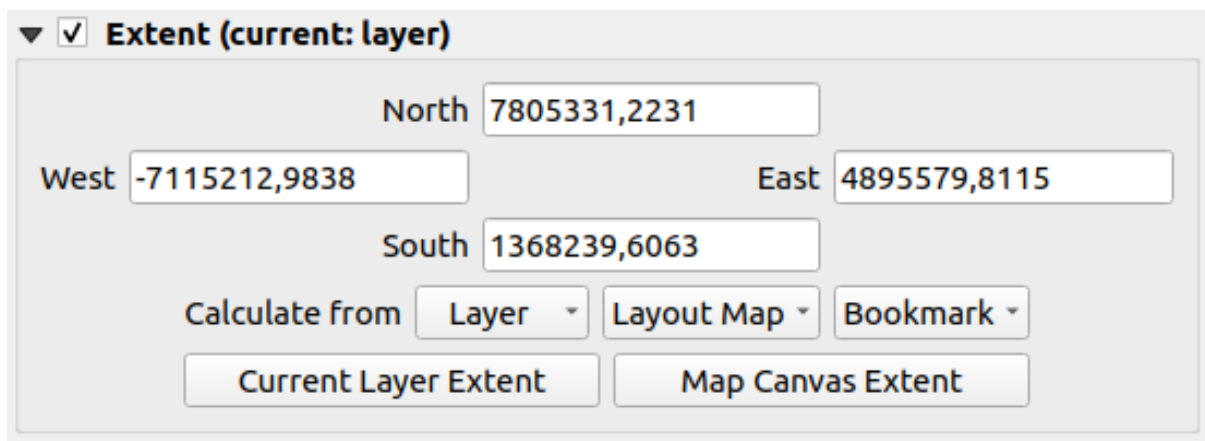 Extent (current: layer)
North 7805331,2231
West -7115212,9838 East 4895579,8115
South 1368239,6063
Calculate from Layer Layout Map Bookmark
Current Layer Extent Map Canvas Extent